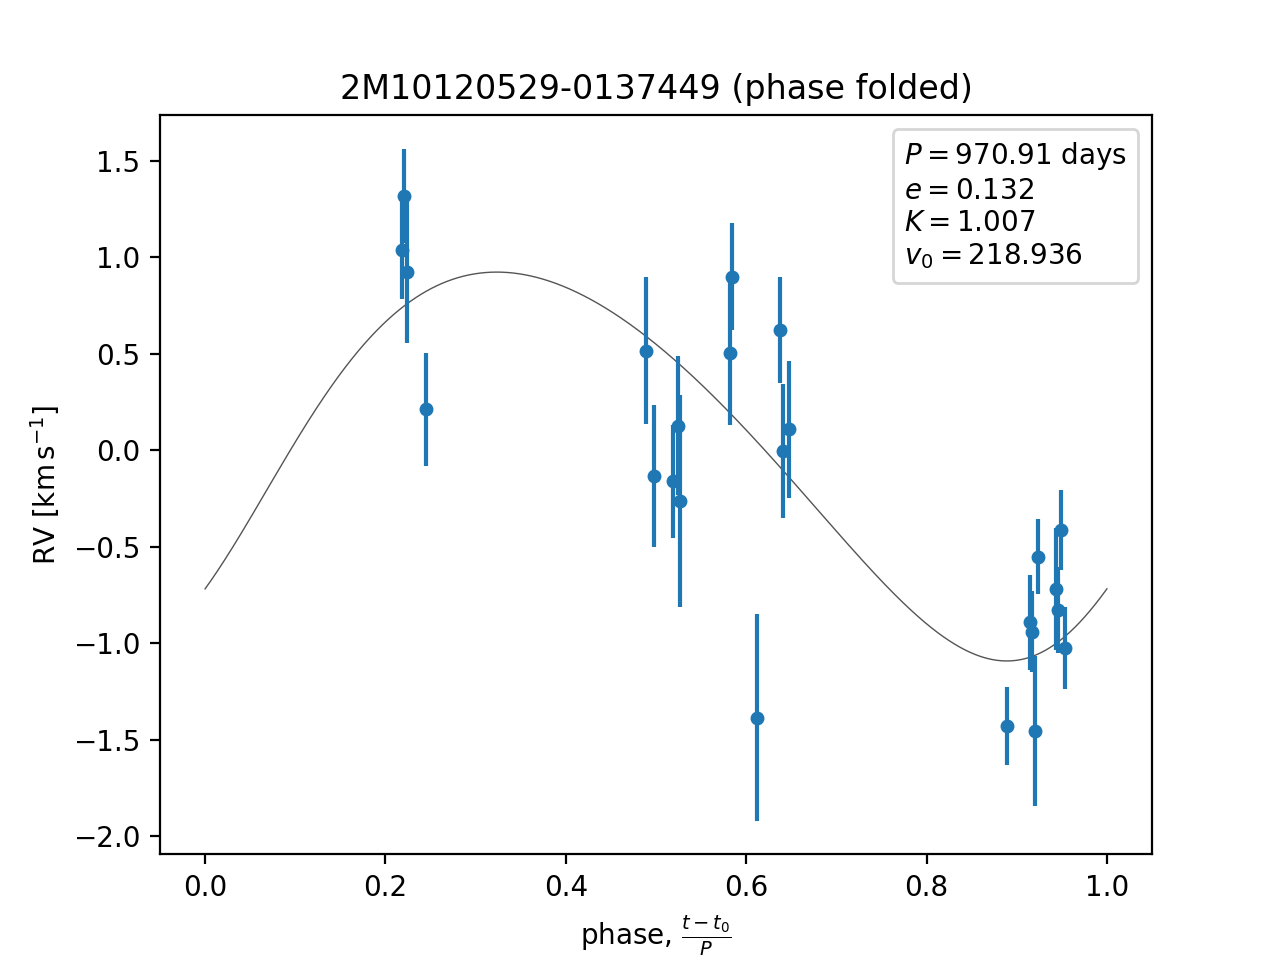 2M10120529-0137449 (phase folded)
P = 970.91 days
e = 0.132
K = 1.007
v₀ = 218.936
1.5
1.0
0.5
0.0
−0.5
−1.0
−1.5
−2.0
RV [km s⁻¹]
0.0 0.2 0.4 0.6 0.8 1.0
phase, (t − t₀)/P